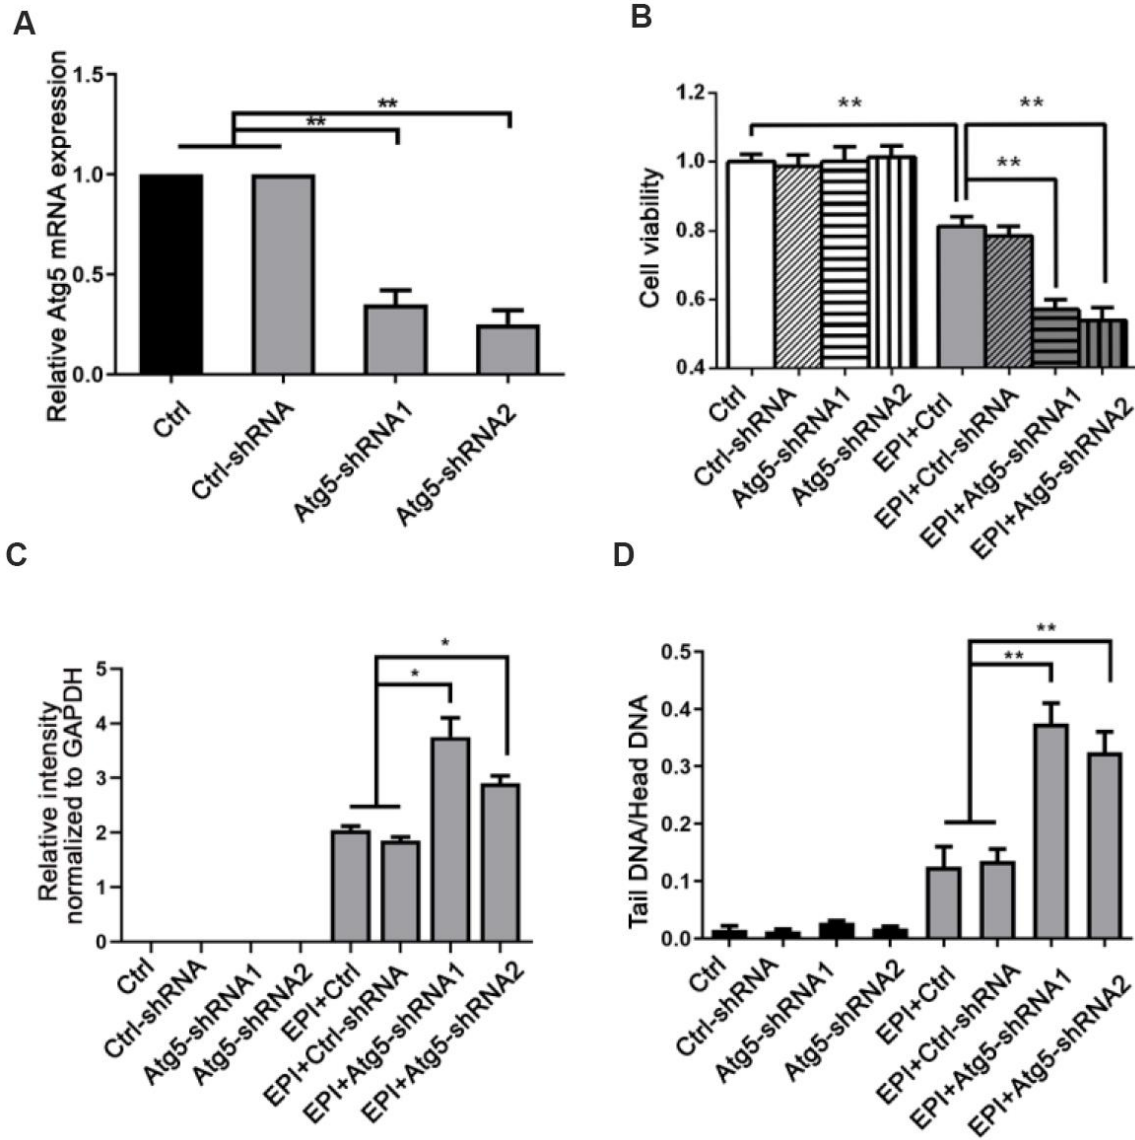 A
Relative Atg5 mRNA expression
1.5
1.0
0.5
0.0
**
**
Ctrl
Ctrl-shRNA
Atg5-shRNA1
Atg5-shRNA2
B
Cell viability
1.2
1.0
0.8
0.6
0.4
**
**
**
Ctrl
Ctrl-shRNA
Atg5-shRNA1
Atg5-shRNA2
EPI+Ctrl
EPI+Ctrl-shRNA
EPI+Atg5-shRNA1
EPI+Atg5-shRNA2
C
Relative intensity
normalized to GAPDH
5
4
3
2
1
0
*
*
Ctrl
Ctrl-shRNA
Atg5-shRNA1
Atg5-shRNA2
EPI+Ctrl
EPI+Ctrl-shRNA
EPI+Atg5-shRNA1
EPI+Atg5-shRNA2
D
Tail DNA/Head DNA
0.5
0.4
0.3
0.2
0.1
0.0
**
**
Ctrl
Ctrl-shRNA
Atg5-shRNA1
Atg5-shRNA2
EPI+Ctrl
EPI+Ctrl-shRNA
EPI+Atg5-shRNA1
EPI+Atg5-shRNA2